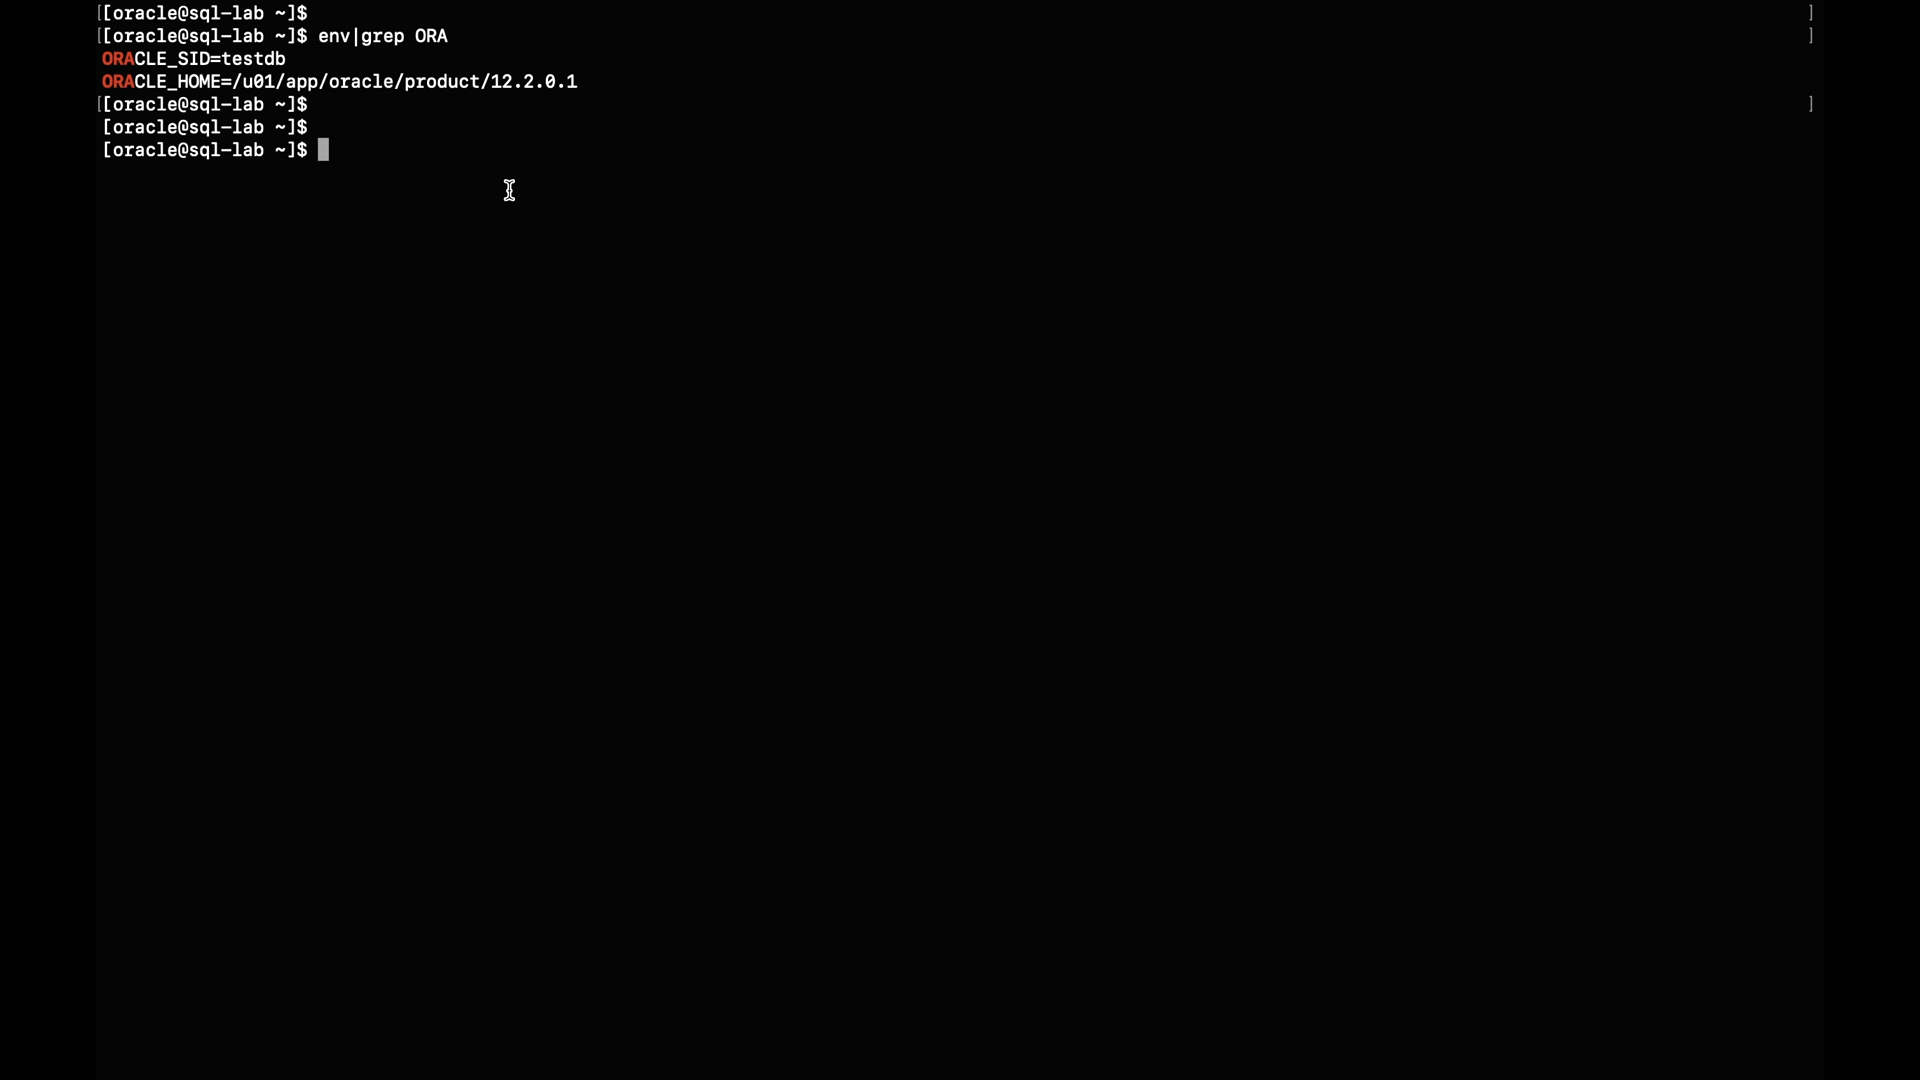 [[oracle@sql-lab ~]$ ]
[[oracle@sql-lab ~]$ env|grep ORA ]
ORACLE_SID=testdb
ORACLE_HOME=/u01/app/oracle/product/12.2.0.1
[[oracle@sql-lab ~]$ ]
[oracle@sql-lab ~]$
[oracle@sql-lab ~]$